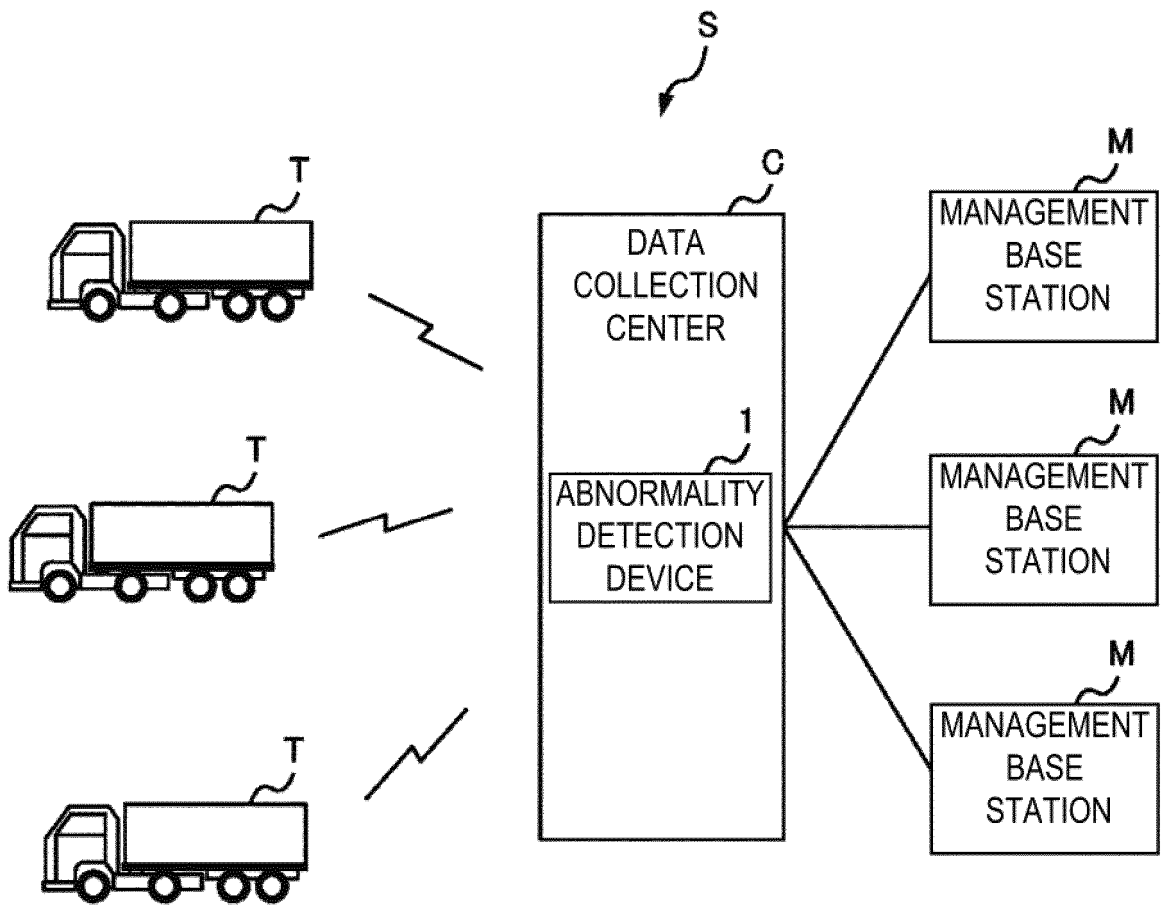 S
T
C
DATA
COLLECTION
CENTER
M
MANAGEMENT
BASE
STATION
T
1
ABNORMALITY
DETECTION
DEVICE
M
MANAGEMENT
BASE
STATION
T
M
MANAGEMENT
BASE
STATION